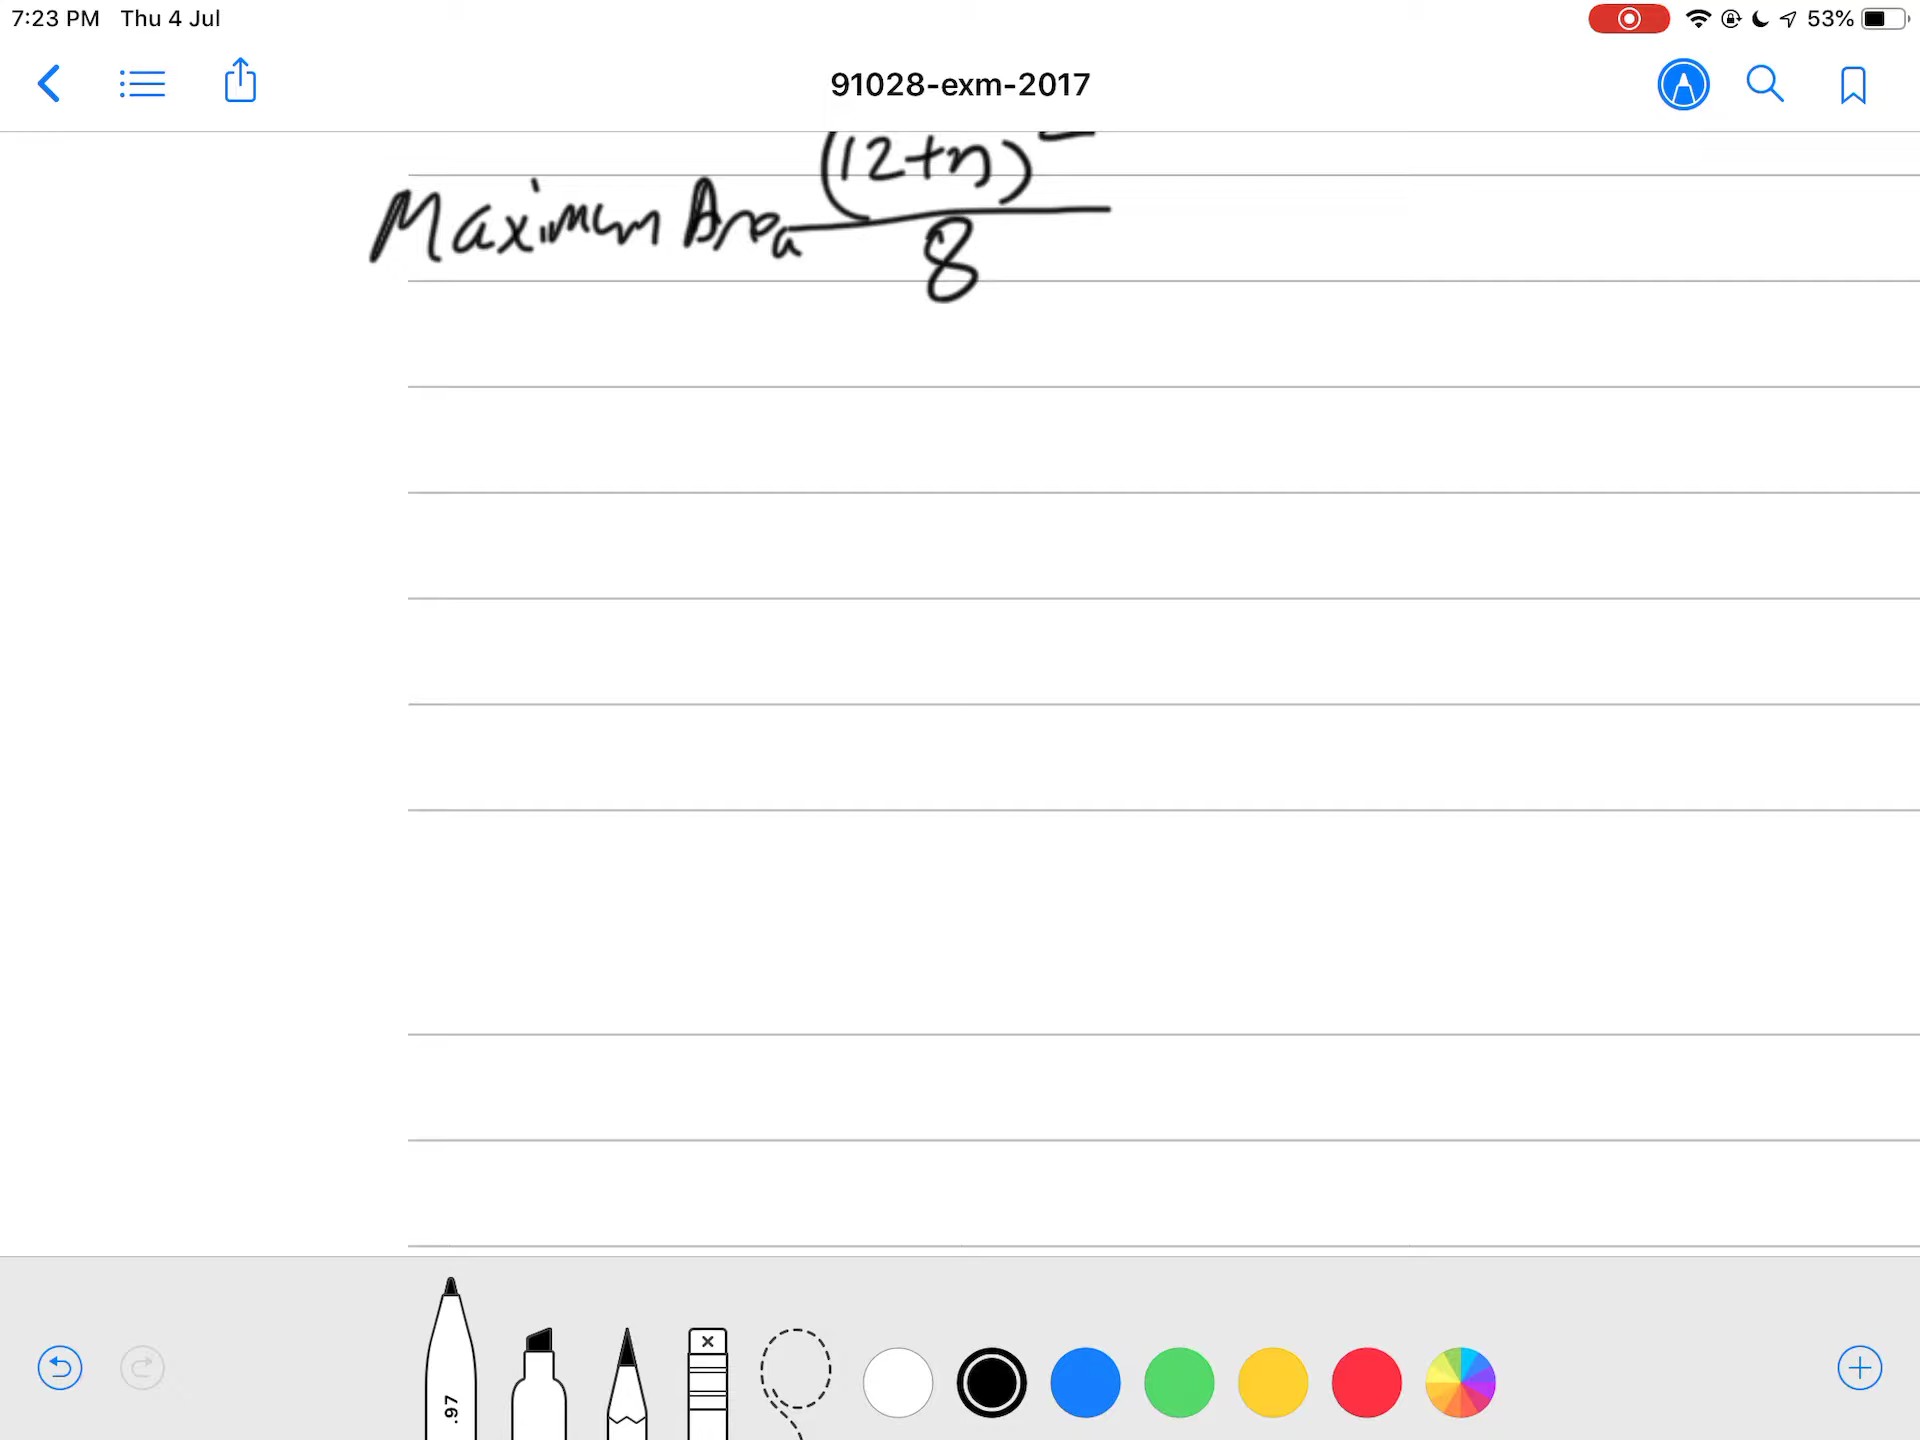 7:23 PM Thu 4 Jul 53%
91028-exm-2017
(12+n)
Maximum Area
8
.97